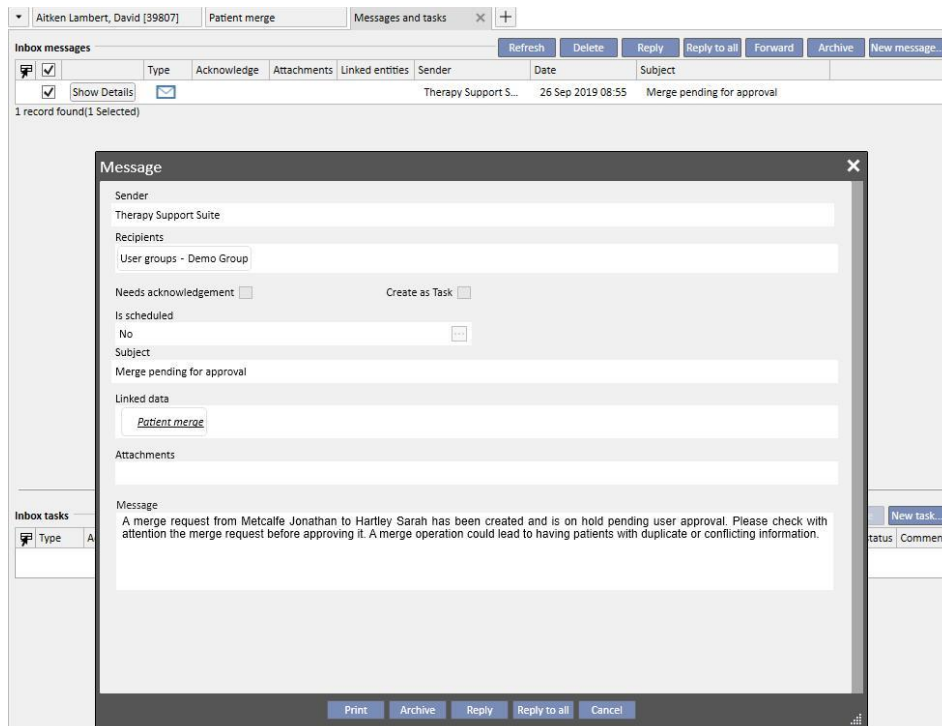 Aitken Lambert, David [39807] Patient merge Messages and tasks
Inbox messages Refresh Delete Reply Reply to all Forward Archive New message...
Type Acknowledge Attachments Linked entities Sender Date Subject
Show Details Therapy Support S... 26 Sep 2019 08:55 Merge pending for approval
1 record found(1 Selected)
Message
Sender
Therapy Support Suite
Recipients
User groups - Demo Group
Needs acknowledgement Create as Task
Is scheduled
No ...
Subject
Merge pending for approval
Linked data
Patient merge
Attachments
Message
A merge request from Metcalfe Jonathan to Hartley Sarah has been created and is on hold pending user approval. Please check with
attention the merge request before approving it. A merge operation could lead to having patients with duplicate or conflicting information.
Inbox tasks New task...
Type A tatus Commen
Print Archive Reply Reply to all Cancel